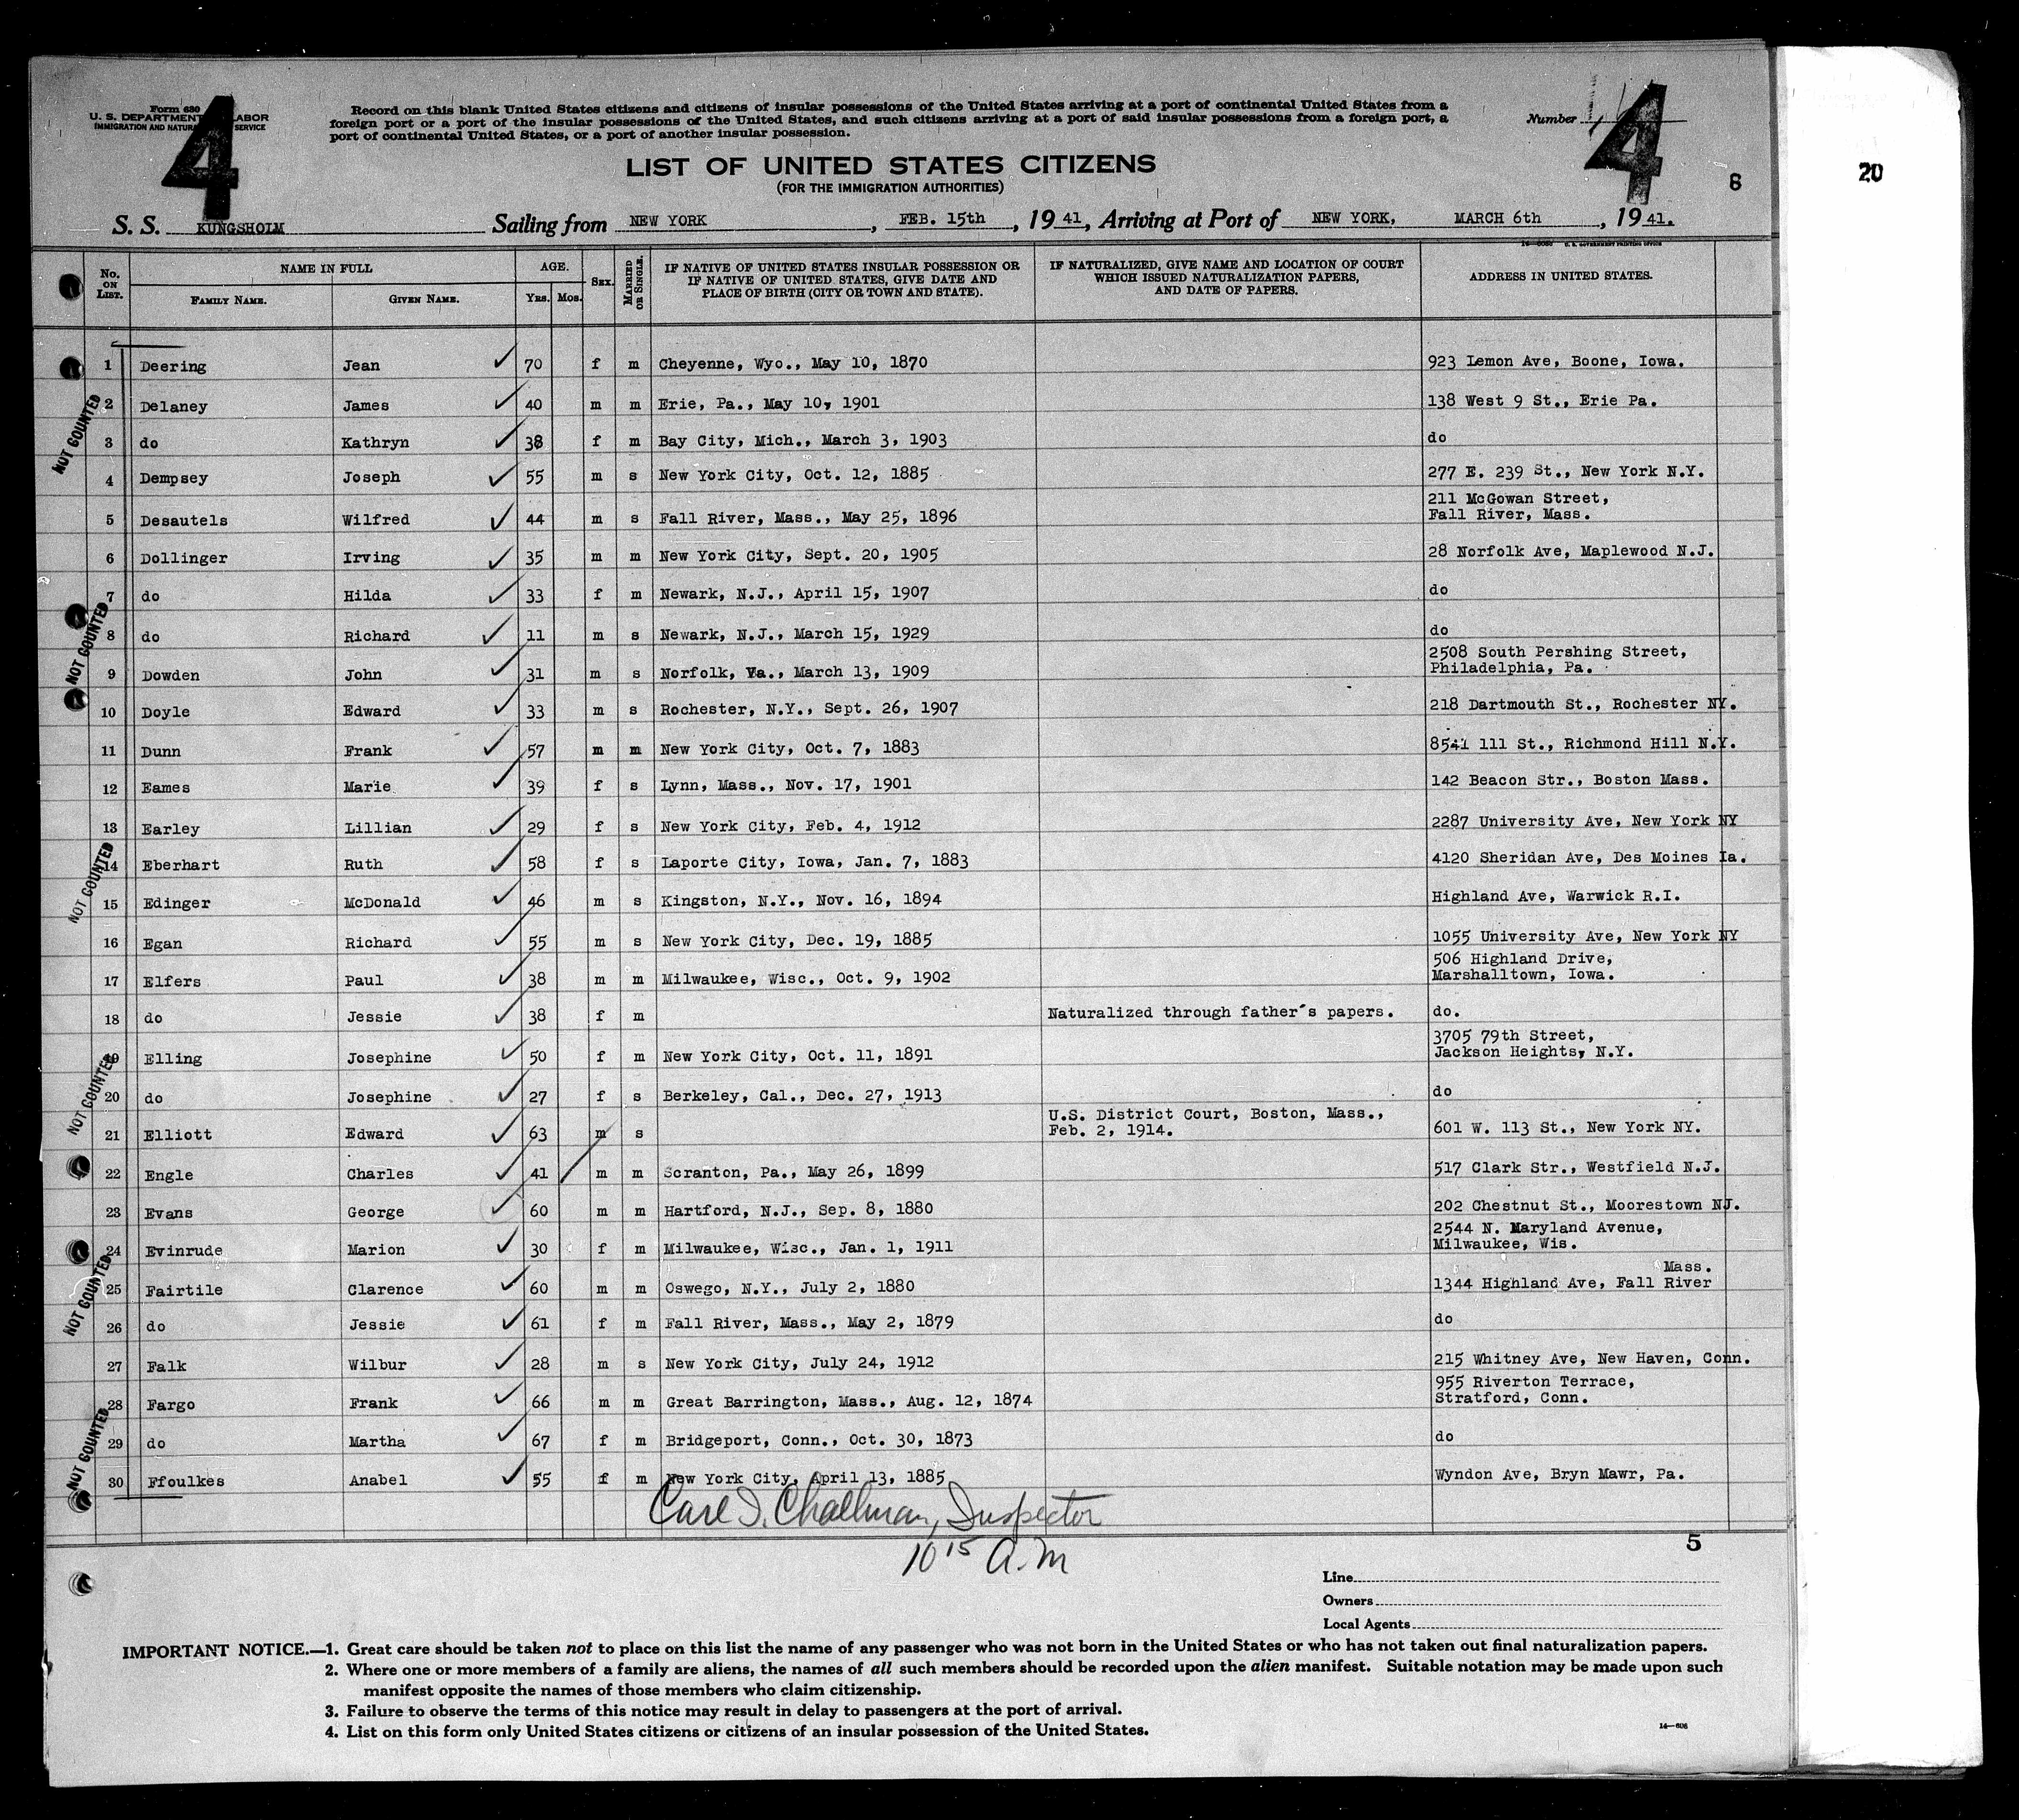 Form 630
U. S. DEPARTMENT LABOR
IMMIGRATION AND SERVICE
4
Record on this blank United States citizens and citizens of insular possessions of the United States arriving at a port of continental United States from a
foreign port or a port of the insular possessions of the United States, and such citizens arriving at a port of said insular possessions from a foreign port, a
port of continental United States, or a port of another insular possession.
Number
4
LIST OF UNITED STATES CITIZENS
(FOR THE IMMIGRATION AUTHORITIES)
20
S. S. KUNGSHOLM Sailing from NEW YORK, FEB. 15th, 19 41, Arriving at Port of NEW YORK, MARCH 6th, 19 41.
No. ON LIST. NAME IN FULL FAMILY NAME. GIVEN NAME. AGE. YRS. MOS. SEX. MARRIED OR SINGLE. IF NATIVE OF UNITED STATES INSULAR POSSESSION OR IF NATIVE OF UNITED STATES, GIVE DATE AND PLACE OF BIRTH (CITY OR TOWN AND STATE). IF NATURALIZED, GIVE NAME AND LOCATION OF COURT WHICH ISSUED NATURALIZATION PAPERS, AND DATE OF PAPERS. ADDRESS IN UNITED STATES.
1 Deering Jean 70 f m Cheyenne, Wyo., May 10, 1870 923 Lemon Ave, Boone, Iowa.
NOT COUNTED
2 Delaney James 40 m m Erie, Pa., May 10, 1901 138 West 9 St., Erie Pa.
3 do Kathryn 38 f m Bay City, Mich., March 3, 1903 do
4 Dempsey Joseph 55 m s New York City, Oct. 12, 1885 277 E. 239 St., New York N.Y.
5 Desautels Wilfred 44 m s Fall River, Mass., May 25, 1896 211 McGowan Street, Fall River, Mass.
6 Dollinger Irving 35 m m New York City, Sept. 20, 1905 28 Norfolk Ave, Maplewood N.J.
7 do Hilda 33 f m Newark, N.J., April 15, 1907 do
NOT COUNTED
8 do Richard 11 m s Newark, N.J., March 15, 1929 do
9 Dowden John 31 m s Norfolk, Va., March 13, 1909 2508 South Pershing Street, Philadelphia, Pa.
10 Doyle Edward 33 m s Rochester, N.Y., Sept. 26, 1907 218 Dartmouth St., Rochester NY.
11 Dunn Frank 57 m m New York City, Oct. 7, 1883 8541 111 St., Richmond Hill N.Y.
12 Eames Marie 39 f s Lynn, Mass., Nov. 17, 1901 142 Beacon Str., Boston Mass.
13 Earley Lillian 29 f s New York City, Feb. 4, 1912 2287 University Ave, New York NY
NOT COUNTED
14 Eberhart Ruth 58 f s Laporte City, Iowa, Jan. 7, 1883 4120 Sheridan Ave, Des Moines Ia.
15 Edinger McDonald 46 m s Kingston, N.Y., Nov. 16, 1894 Highland Ave, Warwick R.I.
16 Egan Richard 55 m s New York City, Dec. 19, 1885 1055 University Ave, New York NY
17 Elfers Paul 38 m m Milwaukee, Wisc., Oct. 9, 1902 506 Highland Drive, Marshalltown, Iowa.
18 do Jessie 38 f m Naturalized through father's papers. do.
19 Elling Josephine 50 f m New York City, Oct. 11, 1891 3705 79th Street, Jackson Heights, N.Y.
NOT COUNTED
20 do Josephine 27 f s Berkeley, Cal., Dec. 27, 1913 do
21 Elliott Edward 63 m s U.S. District Court, Boston, Mass., Feb. 2, 1914. 601 W. 113 St., New York NY.
22 Engle Charles 41 m m Scranton, Pa., May 26, 1899 517 Clark Str., Westfield N.J.
23 Evans George 60 m m Hartford, N.J., Sep. 8, 1880 202 Chestnut St., Moorestown NJ.
24 Evinrude Marion 30 f m Milwaukee, Wisc., Jan. 1, 1911 2544 N. Maryland Avenue, Milwaukee, Wis.
NOT COUNTED
25 Fairtile Clarence 60 m m Oswego, N.Y., July 2, 1880 1344 Highland Ave, Fall River Mass.
26 do Jessie 61 f m Fall River, Mass., May 2, 1879 do
27 Falk Wilbur 28 m s New York City, July 24, 1912 215 Whitney Ave, New Haven, Conn.
28 Fargo Frank 66 m m Great Barrington, Mass., Aug. 12, 1874 955 Riverton Terrace, Stratford, Conn.
NOT COUNTED
29 do Martha 67 f m Bridgeport, Conn., Oct. 30, 1873 do
30 Ffoulkes Anabel 55 f m New York City, April 13, 1885 Wyndon Ave, Bryn Mawr, Pa.
Carl I. Challman, Inspector
10 15 A.M
5
Line
Owners
Local Agents
IMPORTANT NOTICE.—1. Great care should be taken not to place on this list the name of any passenger who was not born in the United States or who has not taken out final naturalization papers.
2. Where one or more members of a family are aliens, the names of all such members should be recorded upon the alien manifest. Suitable notation may be made upon such
manifest opposite the names of those members who claim citizenship.
3. Failure to observe the terms of this notice may result in delay to passengers at the port of arrival.
4. List on this form only United States citizens or citizens of an insular possession of the United States.
14—606